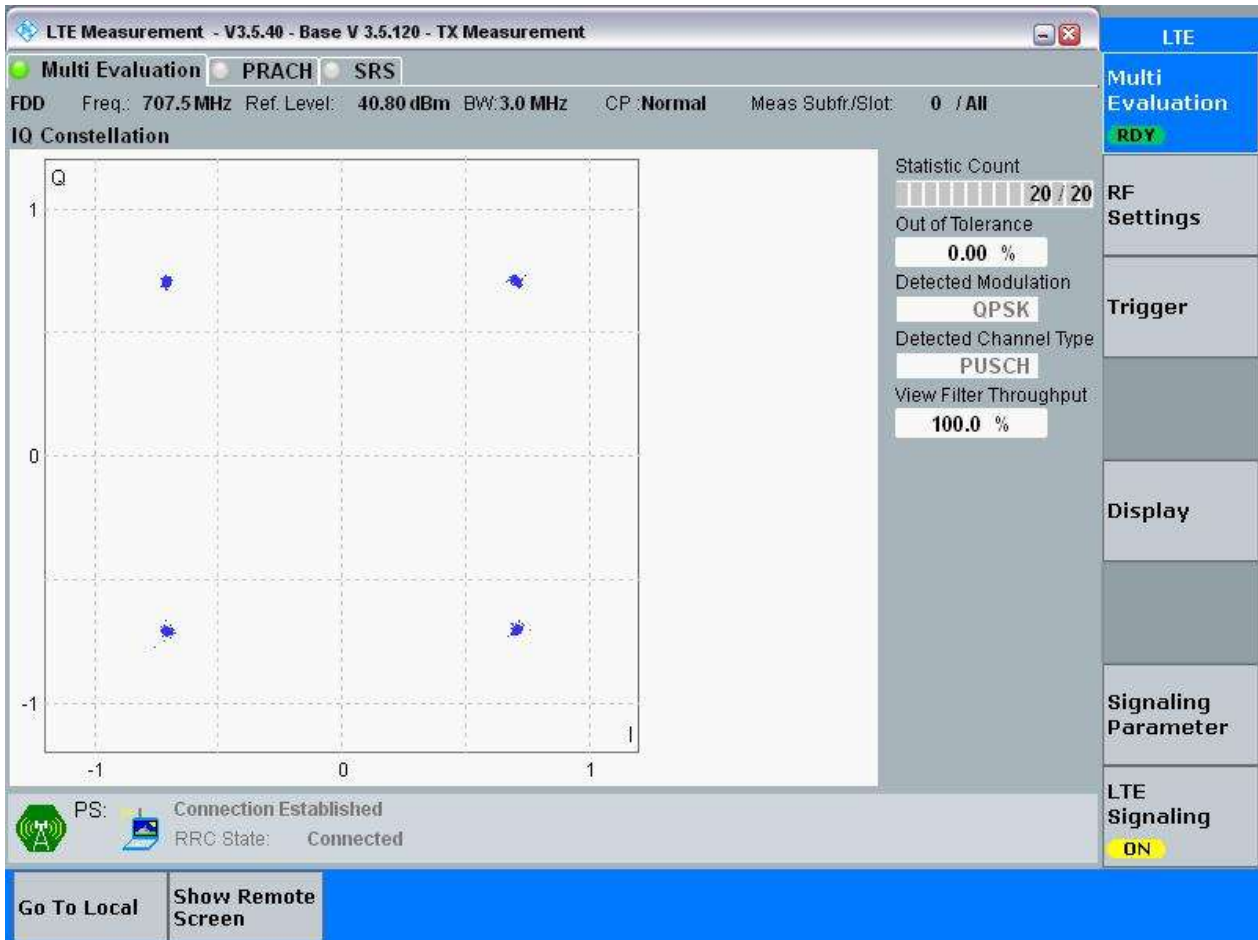 LTE Measurement - V3.5.40 - Base V 3.5.120 - TX Measurement
LTE
Multi Evaluation PRACH SRS
Multi
Evaluation
RDY
FDD Freq.: 707.5 MHz Ref. Level: 40.80 dBm BW:3.0 MHz CP :Normal Meas Subfr./Slot: 0 / All
IQ Constellation
Q
1
0
-1
I
-1 0 1
Statistic Count
20 / 20
Out of Tolerance
0.00 %
Detected Modulation
QPSK
Detected Channel Type
PUSCH
View Filter Throughput
100.0 %
RF
Settings
Trigger
Display
Signaling
Parameter
LTE
Signaling
ON
PS: Connection Established
RRC State: Connected
Go To Local
Show Remote
Screen